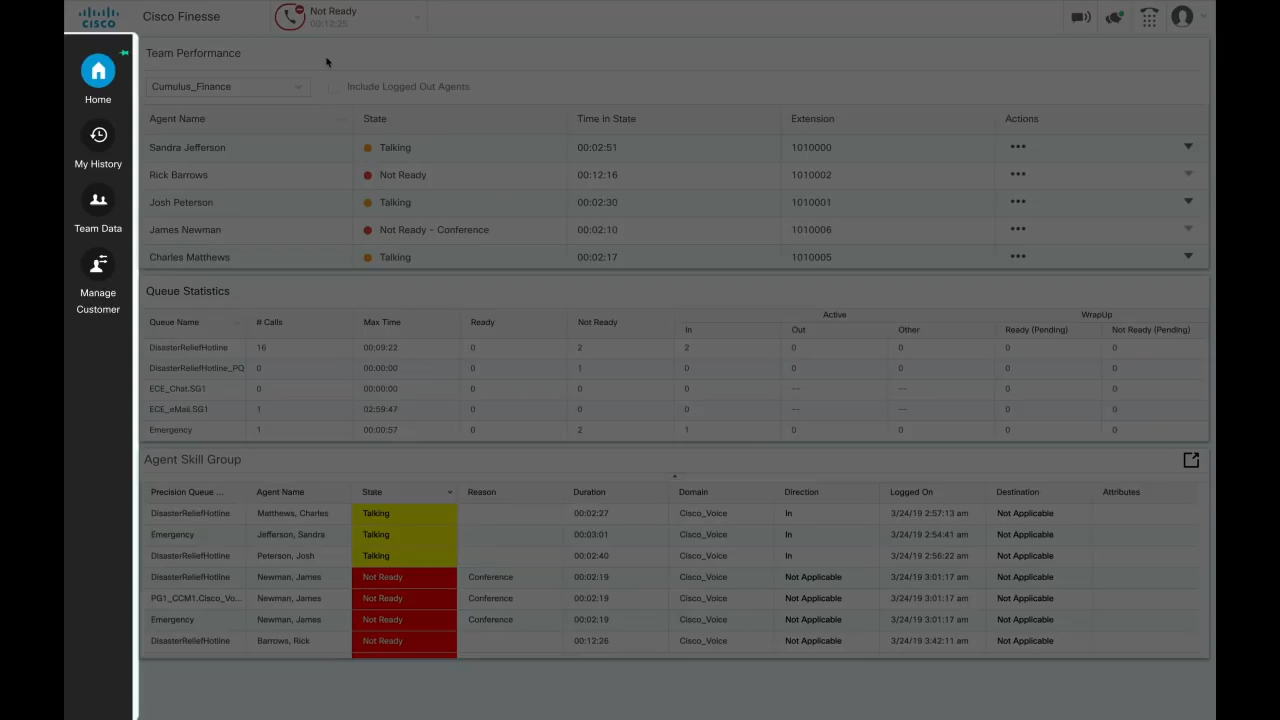 CISCO Cisco Finesse Not Ready
00:12:25
Home
My History
Team Data
Manage
Customer
Team Performance
Cumulus_Finance Include Logged Out Agents
Agent Name State Time in State Extension Actions
Sandra Jefferson Talking 00:02:51 1010000
Rick Barrows Not Ready 00:12:16 1010002
Josh Peterson Talking 00:02:30 1010001
James Newman Not Ready - Conference 00:02:10 1010006
Charles Matthews Talking 00:02:17 1010005
Queue Statistics
Active WrapUp
Queue Name # Calls Max Time Ready Not Ready In Out Other Ready (Pending) Not Ready (Pending)
DisasterReliefHotline 16 00:09:22 0 2 2 0 0 0 0
DisasterReliefHotline_PQ 0 00:00:00 0 1 0 0 0 0 0
ECE_Chat.SG1 0 00:00:00 0 0 0 -- -- 0 0
ECE_eMail.SG1 1 02:59:47 0 0 0 -- -- 0 0
Emergency 1 00:00:57 0 2 1 0 0 0 0
Agent Skill Group
Precision Queue ... Agent Name State Reason Duration Domain Direction Logged On Destination Attributes
DisasterReliefHotline Matthews, Charles Talking 00:02:27 Cisco_Voice In 3/24/19 2:57:13 am Not Applicable
Emergency Jefferson, Sandra Talking 00:03:01 Cisco_Voice In 3/24/19 2:54:41 am Not Applicable
DisasterReliefHotline Peterson, Josh Talking 00:02:40 Cisco_Voice In 3/24/19 2:56:22 am Not Applicable
DisasterReliefHotline Newman, James Not Ready Conference 00:02:19 Cisco_Voice Not Applicable 3/24/19 3:01:17 am Not Applicable
PG1_CCM1.Cisco_Vo... Newman, James Not Ready Conference 00:02:19 Cisco_Voice Not Applicable 3/24/19 3:01:17 am Not Applicable
Emergency Newman, James Not Ready Conference 00:02:19 Cisco_Voice Not Applicable 3/24/19 3:01:17 am Not Applicable
DisasterReliefHotline Barrows, Rick Not Ready 00:12:26 Cisco_Voice Not Applicable 3/24/19 3:42:11 am Not Applicable